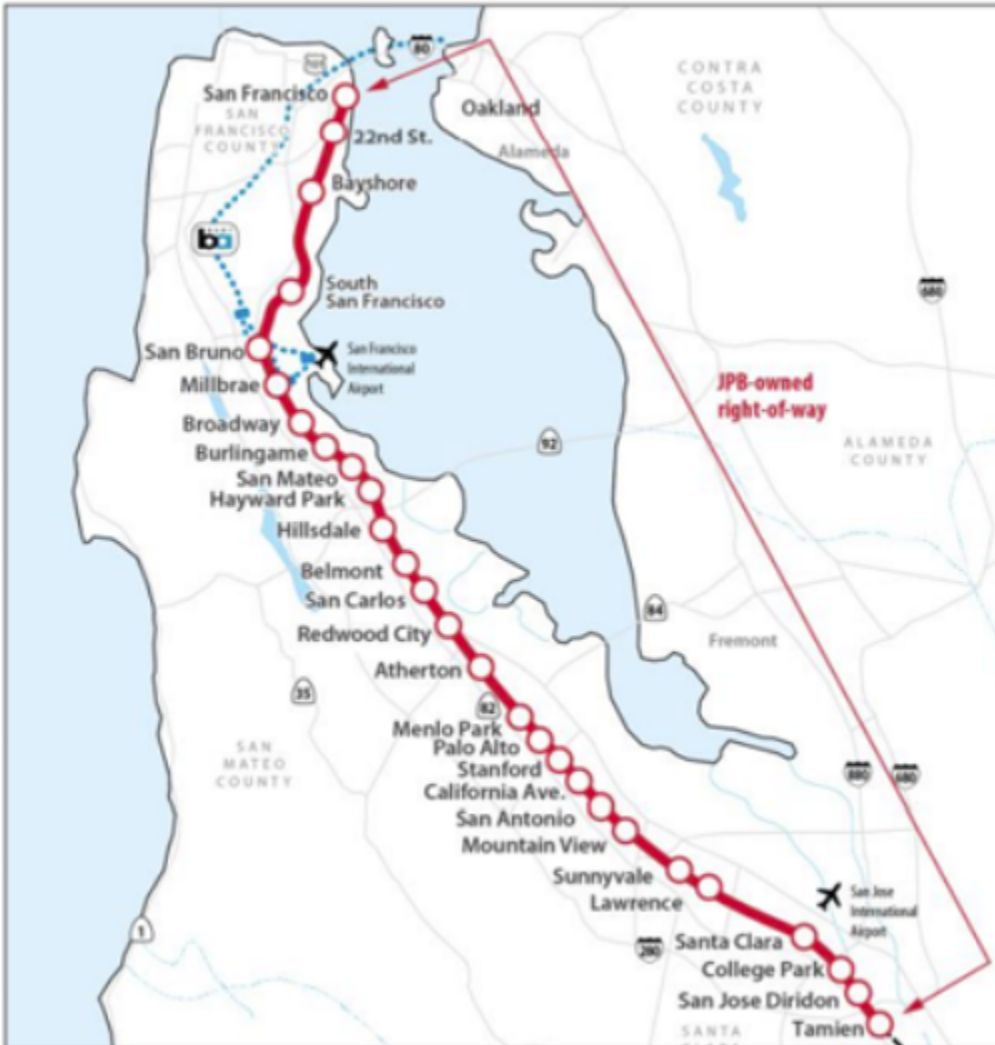 80
101
CONTRA
COSTA
COUNTY
San Francisco
SAN
FRANCISCO
COUNTY
Oakland
22nd St.
Alameda
Bayshore
ba
680
South
San Francisco
San Bruno
San Francisco
International
Airport
Millbrae
JPB-owned
right-of-way
Broadway
92
ALAMEDA
COUNTY
Burlingame
San Mateo
Hayward Park
Hillsdale
Belmont
San Carlos
84
Redwood City
Fremont
Atherton
35
82
Menlo Park
Palo Alto
SAN
MATEO
COUNTY
Stanford
880
680
California Ave.
San Antonio
Mountain View
Sunnyvale
Lawrence
San Jose
International
Airport
1
280
Santa Clara
College Park
San Jose Diridon
Tamien
SANTA